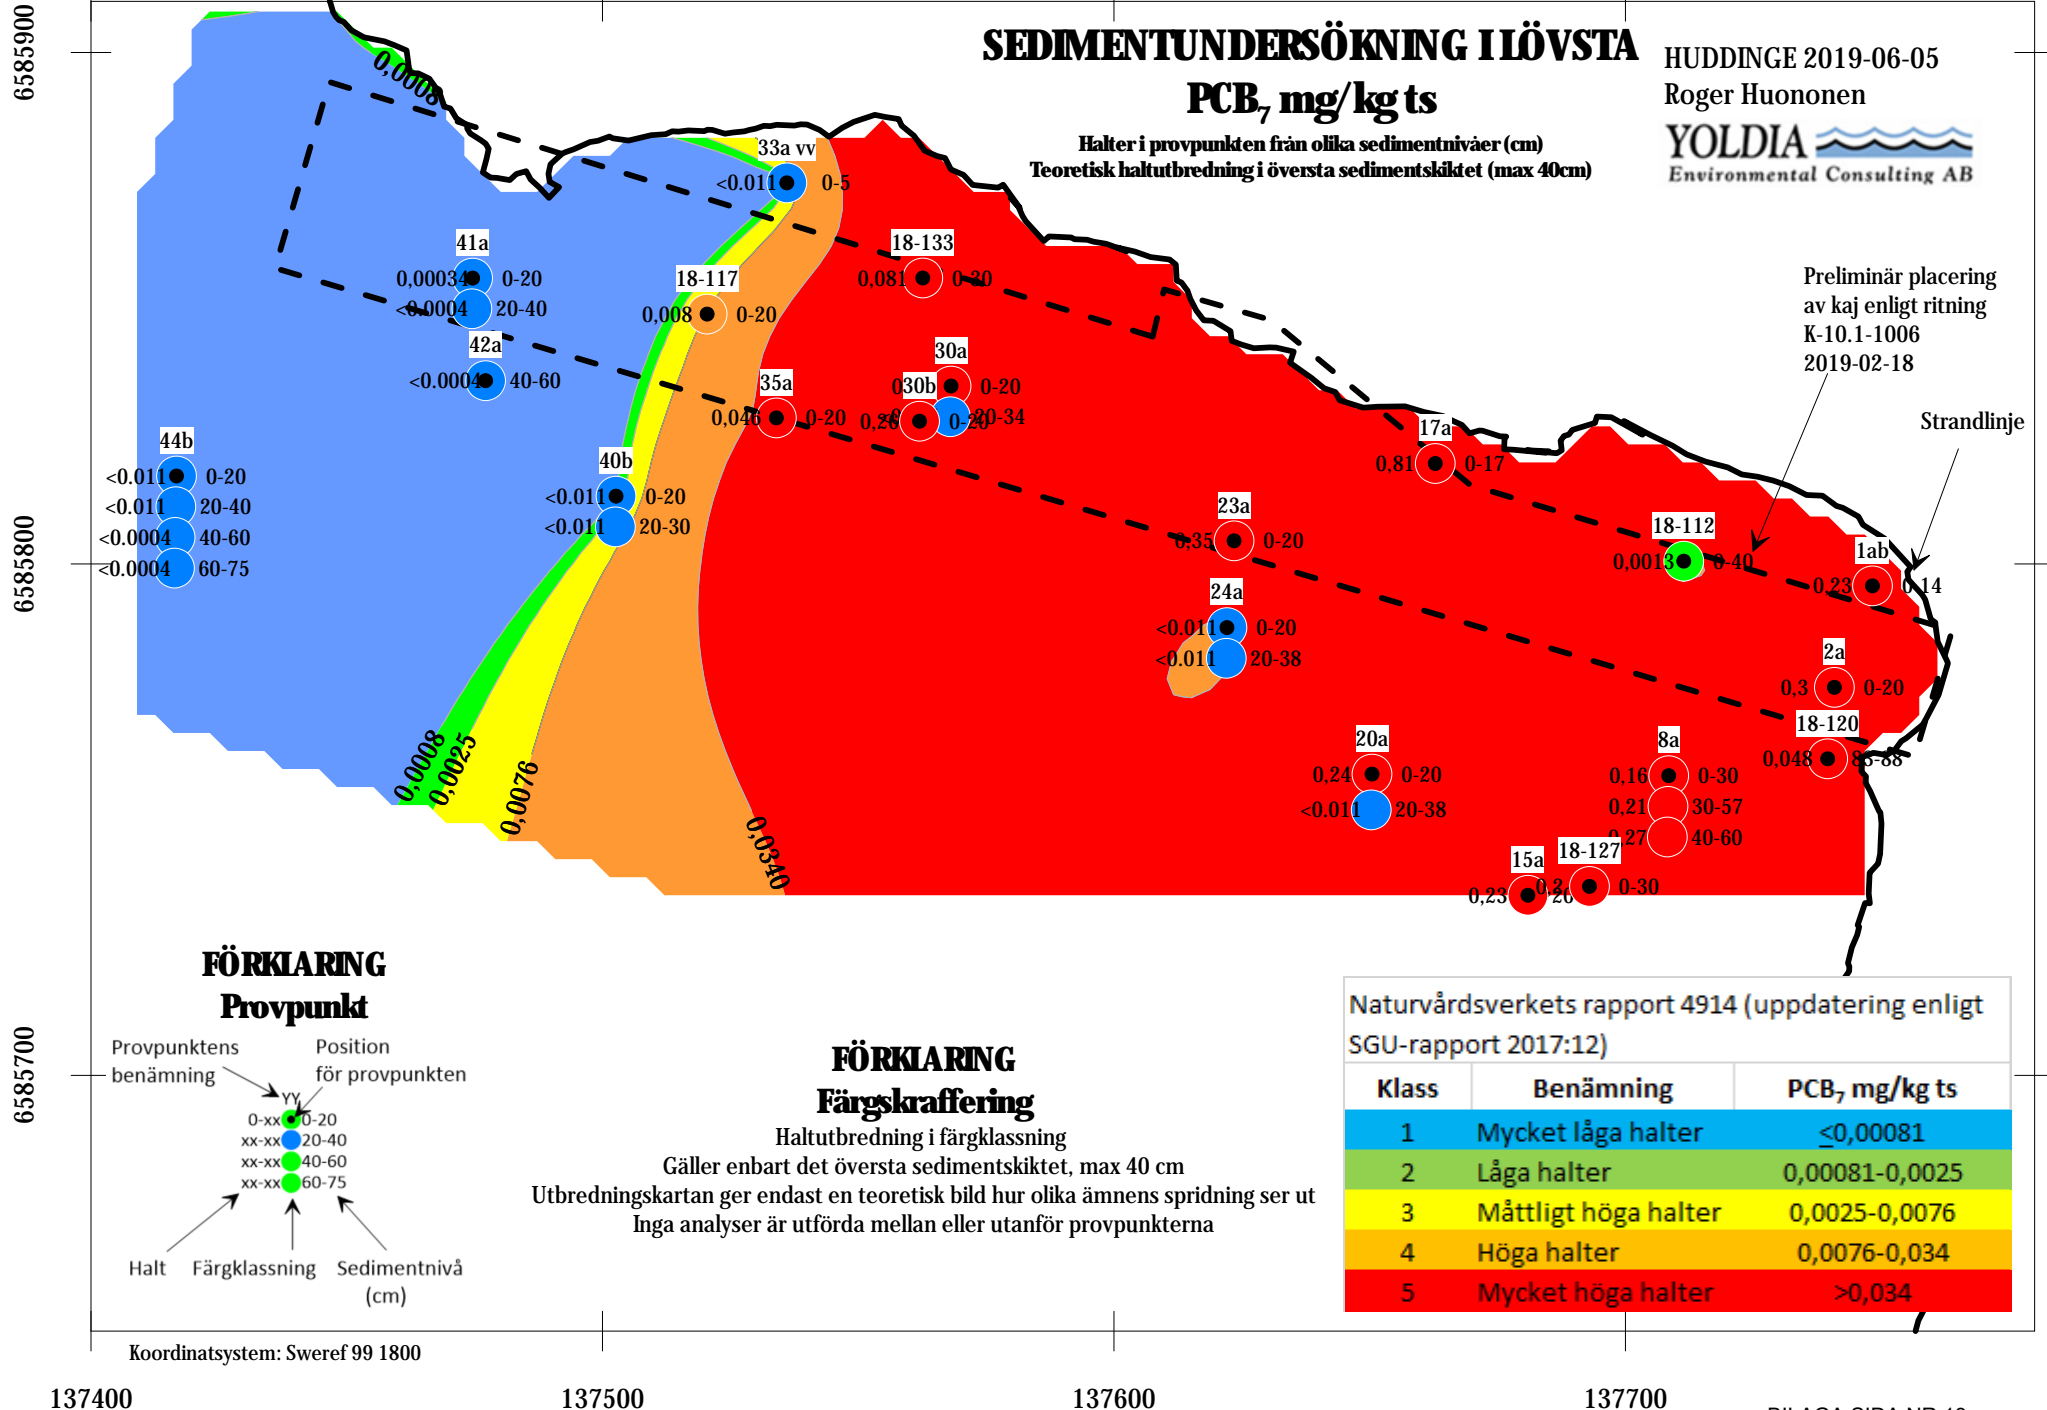 SEDIMENTUNDERSÖKNING I LÖVSTA
PCB₇ mg/kg ts
Halter i provpunkten från olika sedimentnivåer (cm)
Teoretisk haltutbredning i översta sedimentskiktet (max 40cm)
HUDDINGE 2019-06-05
Roger Huononen
YOLDIA
Environmental Consulting AB
6585900
6585800
6585700
0,0008
33a vv
<0.011 0-5
41a
0,00034 0-20
<0.0004 20-40
42a
<0.0004 40-60
18-117
0,008 0-20
18-133
0,081 0-30
30a
0-20
20-34
30b
0,26 0-20
35a
0,046 0-20
44b
<0.011 0-20
<0.011 20-40
<0.0004 40-60
<0.0004 60-75
40b
<0.011 0-20
<0.011 20-30
17a
0,81 0-17
23a
0,35 0-20
24a
<0.011 0-20
<0.011 20-38
18-112
0,0013 0-40
1ab
0,23 0-14
2a
0,3 0-20
18-120
0,048 86-88
20a
0,24 0-20
<0.011 20-38
8a
0,16 0-30
0,21 30-57
0,27 40-60
15a
0,23
18-127
0,2 0-30
0,0008
0,0025
0,0076
0,0340
Preliminär placering
av kaj enligt ritning
K-10.1-1006
2019-02-18
Strandlinje
FÖRKLARING
Provpunkt
Provpunktens
benämning
Position
för provpunkten
YY
0-xx 0-20
xx-xx 20-40
xx-xx 40-60
xx-xx 60-75
Halt Färgklassning Sedimentnivå
(cm)
FÖRKLARING
Färgskraffering
Haltutbredning i färgklassning
Gäller enbart det översta sedimentskiktet, max 40 cm
Utbredningskartan ger endast en teoretisk bild hur olika ämnens spridning ser ut
Inga analyser är utförda mellan eller utanför provpunkterna
Naturvårdsverkets rapport 4914 (uppdatering enligt
SGU-rapport 2017:12)
Klass Benämning PCB₇ mg/kg ts
1 Mycket låga halter ≤0,00081
2 Låga halter 0,00081-0,0025
3 Måttligt höga halter 0,0025-0,0076
4 Höga halter 0,0076-0,034
5 Mycket höga halter >0,034
Koordinatsystem: Sweref 99 1800
137400 137500 137600 137700